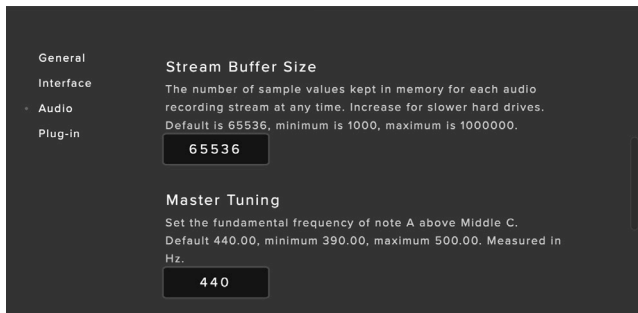 General
Interface
Audio
Plug-in
Stream Buffer Size
The number of sample values kept in memory for each audio
recording stream at any time. Increase for slower hard drives.
Default is 65536, minimum is 1000, maximum is 1000000.
65536
Master Tuning
Set the fundamental frequency of note A above Middle C.
Default 440.00, minimum 390.00, maximum 500.00. Measured in
Hz.
440